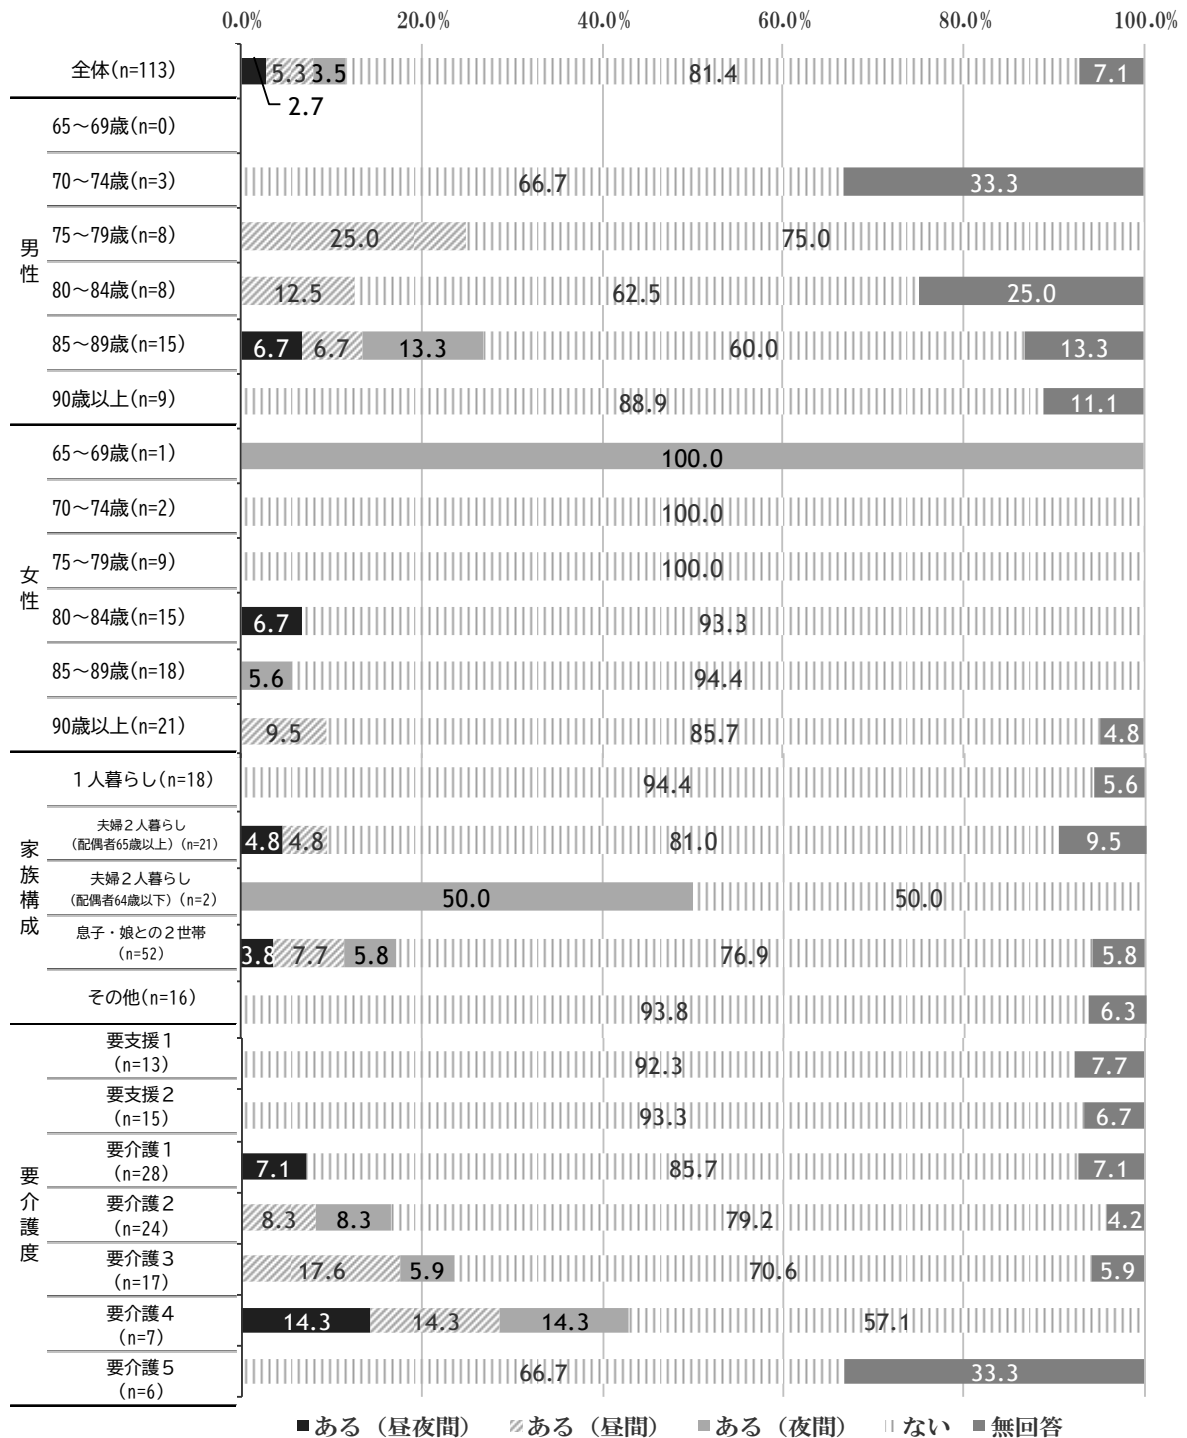 0.0% 20.0% 40.0% 60.0% 80.0% 100.0%
全体(n=113) 5.3 3.5 81.4 7.1
2.7
男性
65～69歳(n=0)
70～74歳(n=3) 66.7 33.3
75～79歳(n=8) 25.0 75.0
80～84歳(n=8) 12.5 62.5 25.0
85～89歳(n=15) 6.7 6.7 13.3 60.0 13.3
90歳以上(n=9) 88.9 11.1
女性
65～69歳(n=1) 100.0
70～74歳(n=2) 100.0
75～79歳(n=9) 100.0
80～84歳(n=15) 6.7 93.3
85～89歳(n=18) 5.6 94.4
90歳以上(n=21) 9.5 85.7 4.8
家族構成
１人暮らし(n=18) 94.4 5.6
夫婦２人暮らし
(配偶者65歳以上)(n=21) 4.8 4.8 81.0 9.5
夫婦２人暮らし
(配偶者64歳以下)(n=2) 50.0 50.0
息子・娘との２世帯
(n=52) 3.8 7.7 5.8 76.9 5.8
その他(n=16) 93.8 6.3
要介護度
要支援１
(n=13) 92.3 7.7
要支援２
(n=15) 93.3 6.7
要介護１
(n=28) 7.1 85.7 7.1
要介護２
(n=24) 8.3 8.3 79.2 4.2
要介護３
(n=17) 17.6 5.9 70.6 5.9
要介護４
(n=7) 14.3 14.3 14.3 57.1
要介護５
(n=6) 66.7 33.3
ある（昼夜間） ある（昼間） ある（夜間） ない 無回答